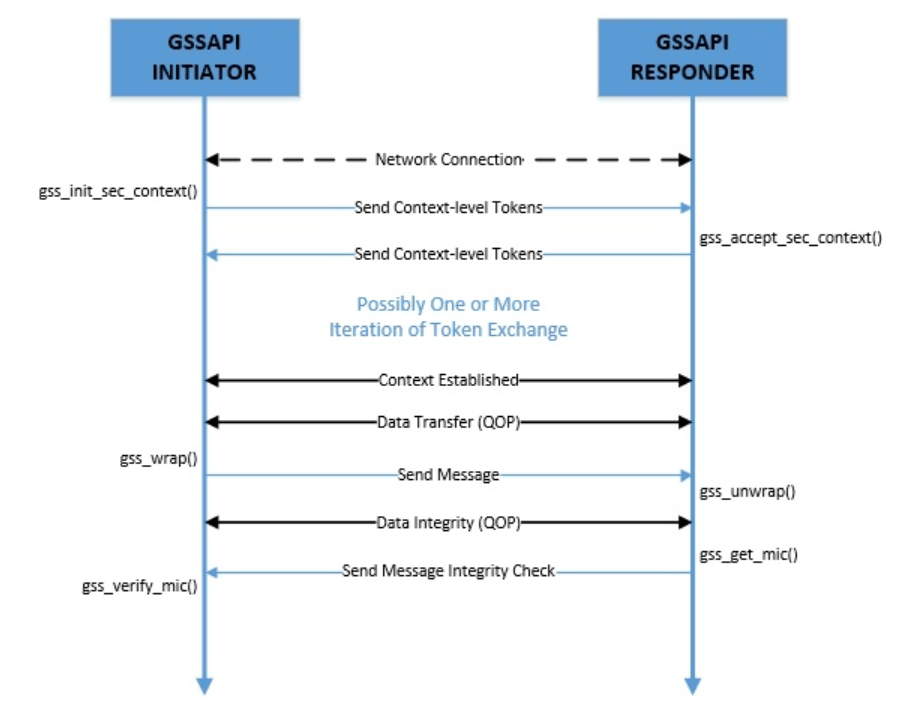 GSSAPI
INITIATOR
GSSAPI
RESPONDER
Network Connection
gss_init_sec_context()
Send Context-level Tokens
gss_accept_sec_context()
Send Context-level Tokens
Possibly One or More
Iteration of Token Exchange
Context Established
Data Transfer (QOP)
gss_wrap()
Send Message
gss_unwrap()
Data Integrity (QOP)
gss_get_mic()
Send Message Integrity Check
gss_verify_mic()